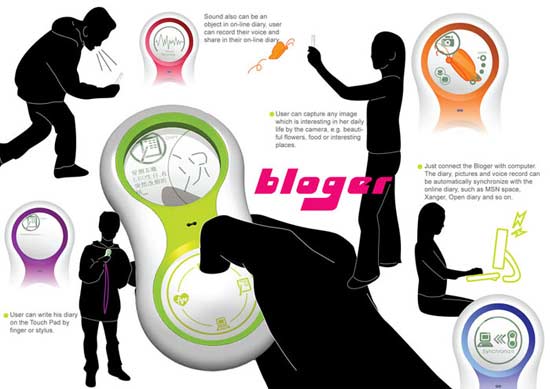 Sound also can be an
object in on-line diary, user
can record their voice and
share in their on-line diary.
User can capture any image
which is interesting in her daily
life by the camera, e.g. beauti-
ful flowers, food or interesting
places.
bloger
Just connect the Bloger with computer.
The diary, pictures and voice record can
be automatically synchronize with the
online diary, such as MSN space,
Xanger, Open diary and so on.
User can write his diary
on the Touch Pad by
finger or stylus.
Synchroniz